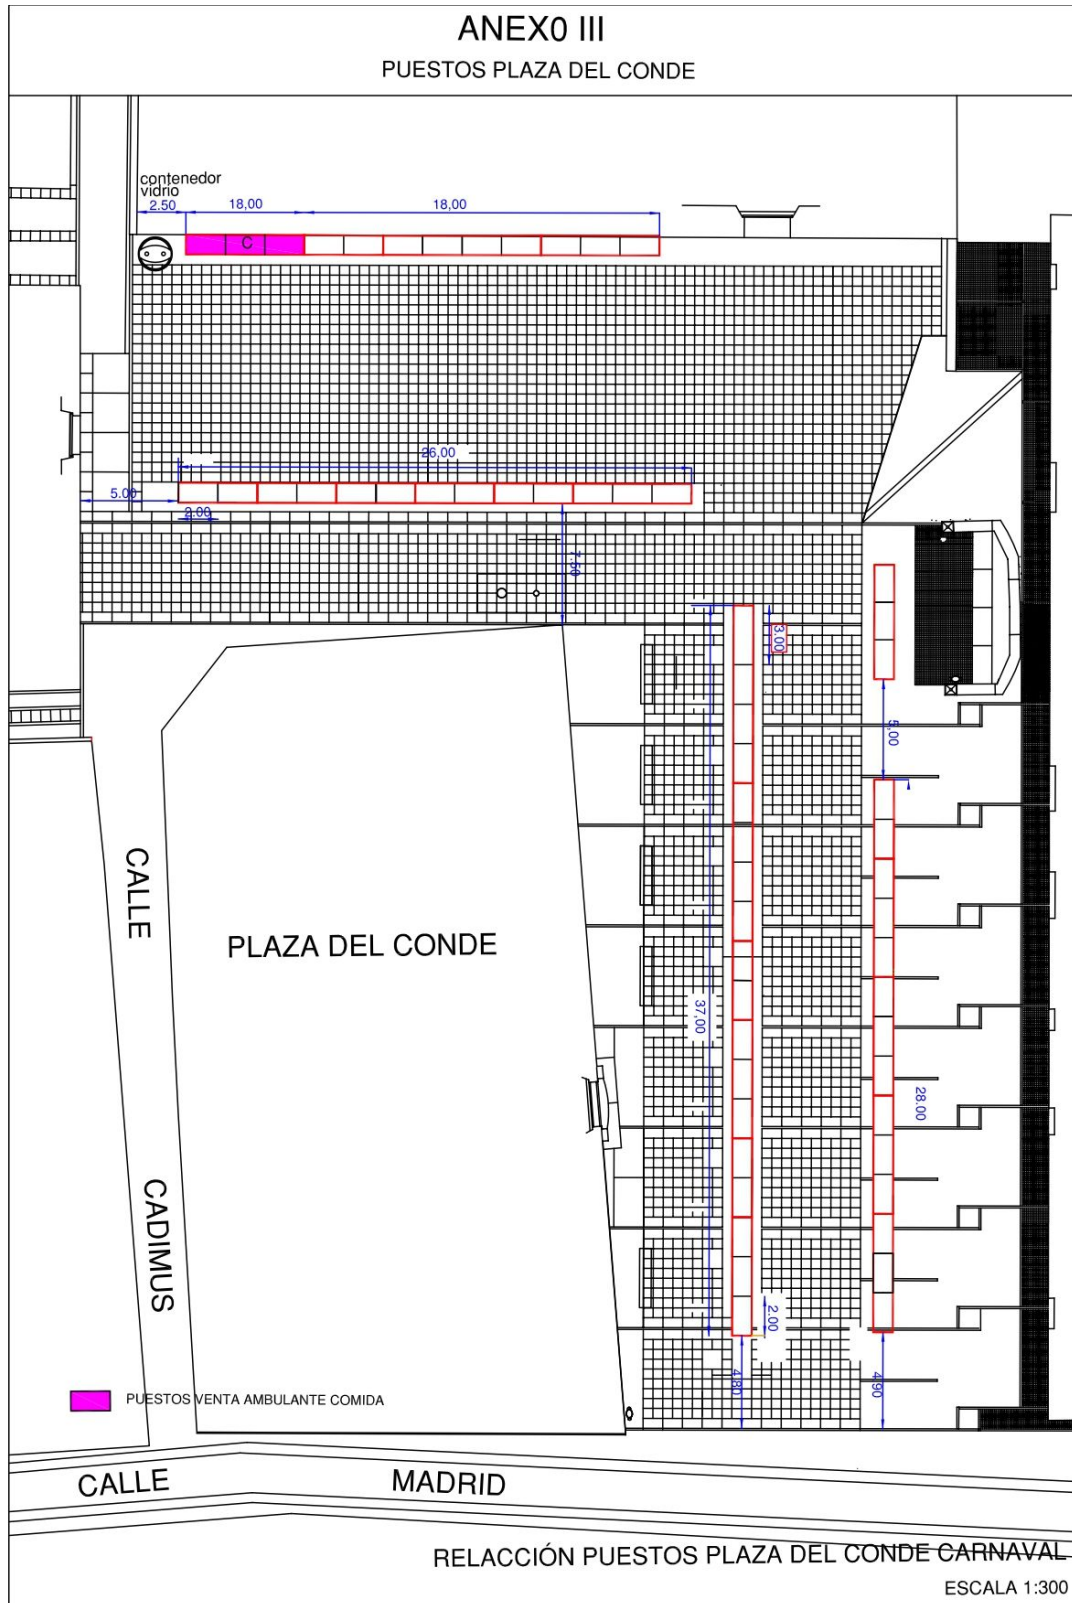 ANEX0 III
PUESTOS PLAZA DEL CONDE
contenedor
vidrio
2.50
18,00
18,00
C
26,00
5.00
2.00
7.50
3.00
5,00
CALLE
PLAZA DEL CONDE
37,00
28.00
CADIMUS
2.00
4.80
4.90
PUESTOS VENTA AMBULANTE COMIDA
CALLE MADRID
RELACCIÓN PUESTOS PLAZA DEL CONDE CARNAVAL
ESCALA 1:300